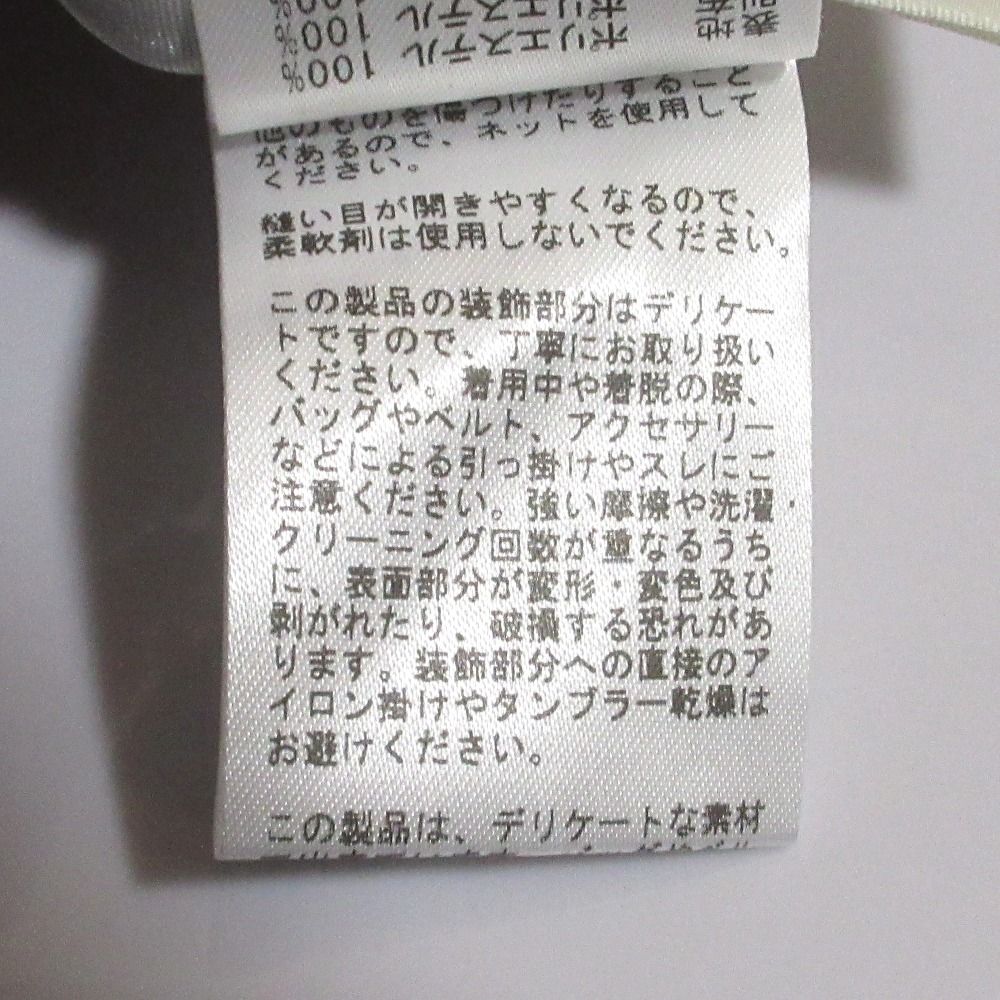 表地 ポリエステル 100%
別布 ポリエステル 100%
100%
他のものを傷つけたりすること
があるので、ネットを使用して
ください。
縫い目が開きやすくなるので、
柔軟剤は使用しないでください。
この製品の装飾部分はデリケー
トですので、丁寧にお取り扱い
ください。着用中や着脱の際、
バッグやベルト、アクセサリー
などによる引っ掛けやスレにご
注意ください。強い摩擦や洗濯・
クリーニング回数が重なるうち
に、表面部分が変形・変色及び
剥がれたり、破損する恐れがあ
ります。装飾部分への直接のア
イロン掛けやタンブラー乾燥は
お避けください。
この製品は、デリケートな素材